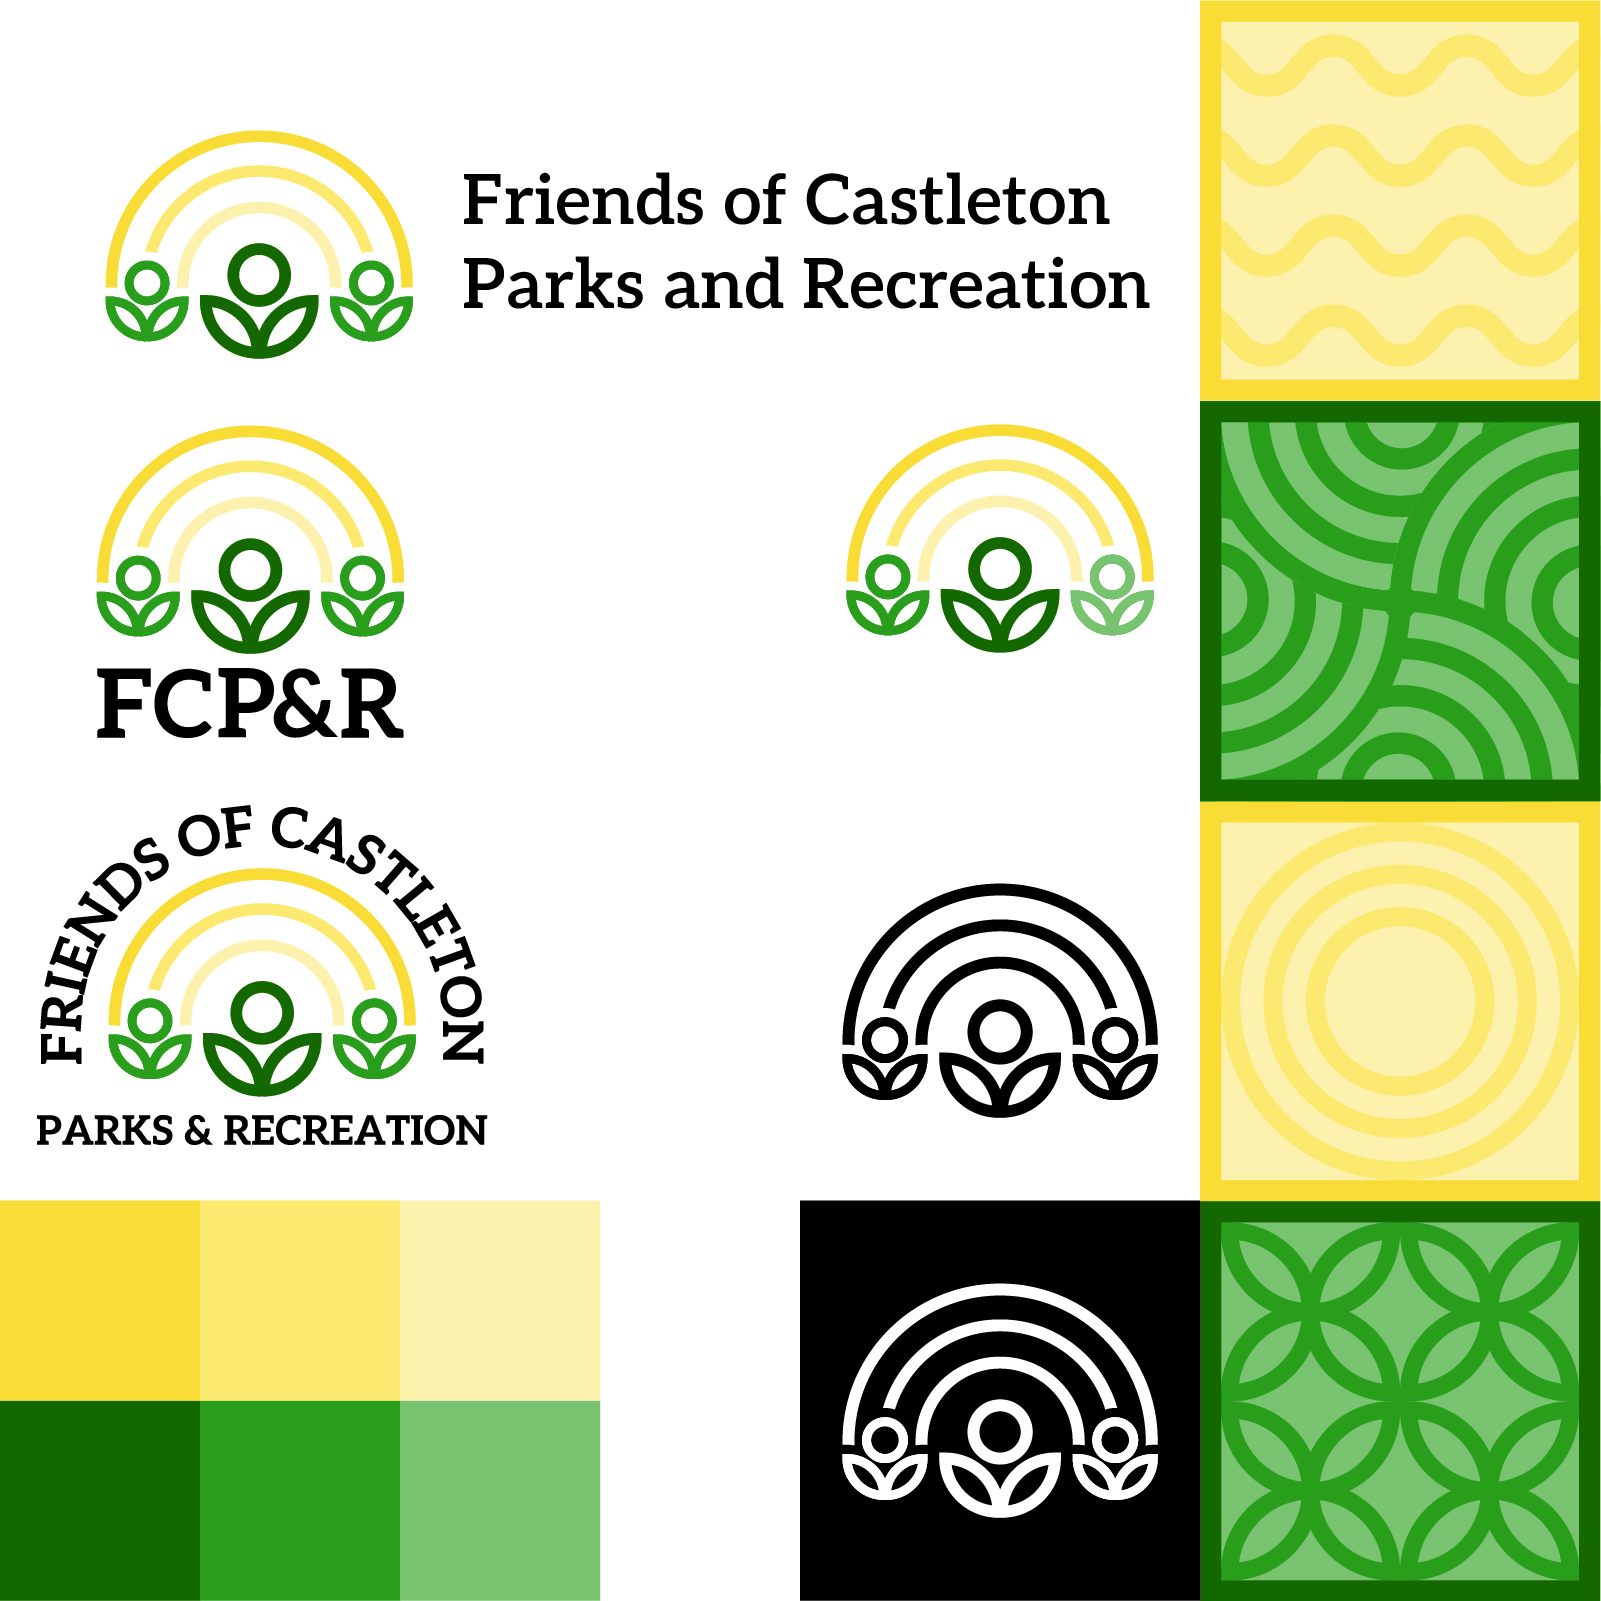 Friends of Castleton
Parks and Recreation
FCP&R
FRIENDS OF CASTLETON
PARKS & RECREATION